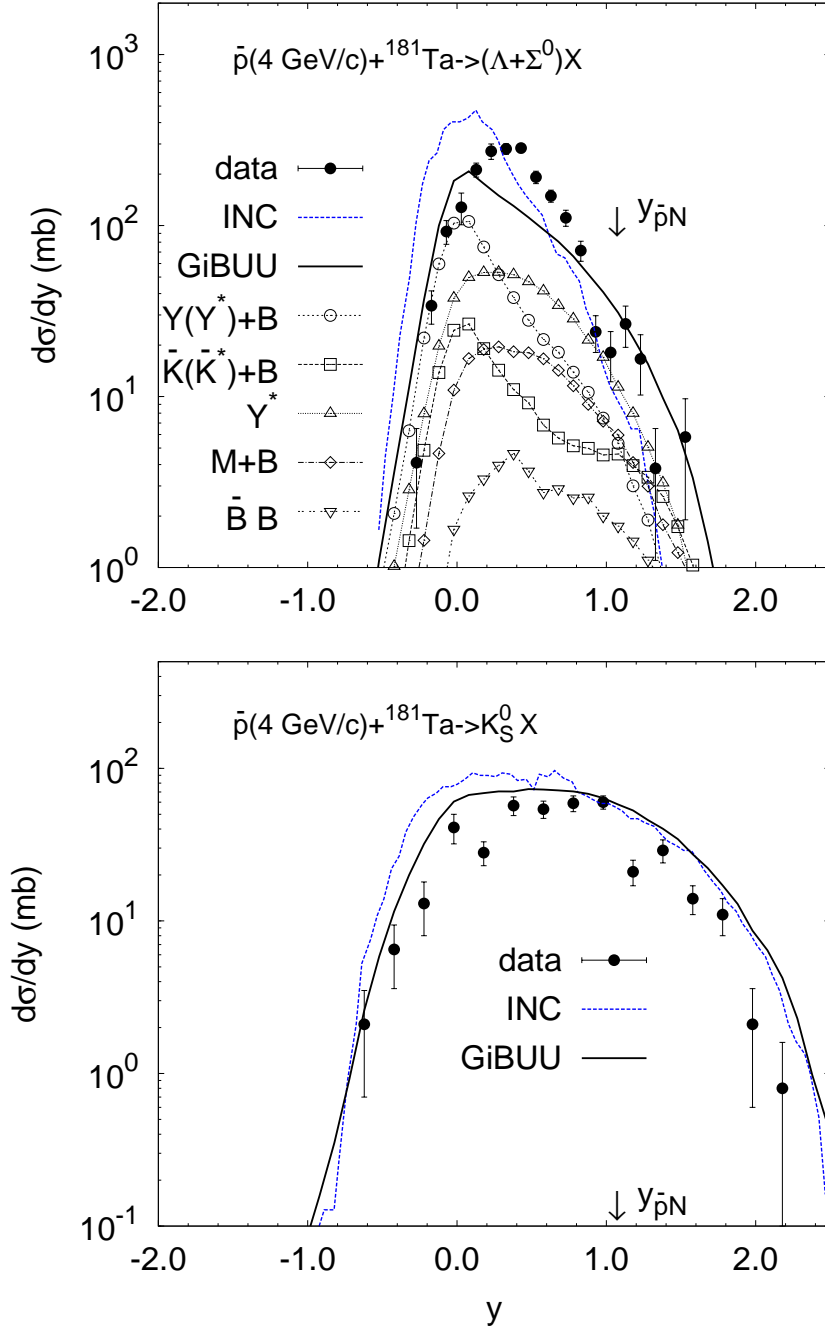 10³
p̄(4 GeV/c)+¹⁸¹Ta->(Λ+Σ⁰)X
data
INC
GiBUU
Y(Y*)+B
K̄(K̄*)+B
Y*
M+B
B̄ B
↓ y_p̄N
10²
10¹
10⁰
dσ/dy (mb)
-2.0 -1.0 0.0 1.0 2.0
p̄(4 GeV/c)+¹⁸¹Ta->K⁰_S X
10²
10¹
10⁰
10⁻¹
dσ/dy (mb)
data
INC
GiBUU
↓ y_p̄N
-2.0 -1.0 0.0 1.0 2.0
y